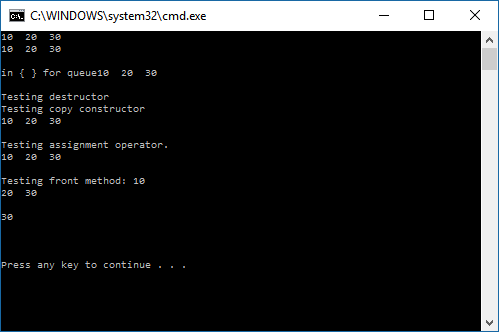 C:\WINDOWS\system32\cmd.exe
10  20  30
10  20  30
in { } for queue10  20  30
Testing destructor
Testing copy constructor
10  20  30
Testing assignment operator.
10  20  30
Testing front method: 10
20  30
30
Press any key to continue . . .